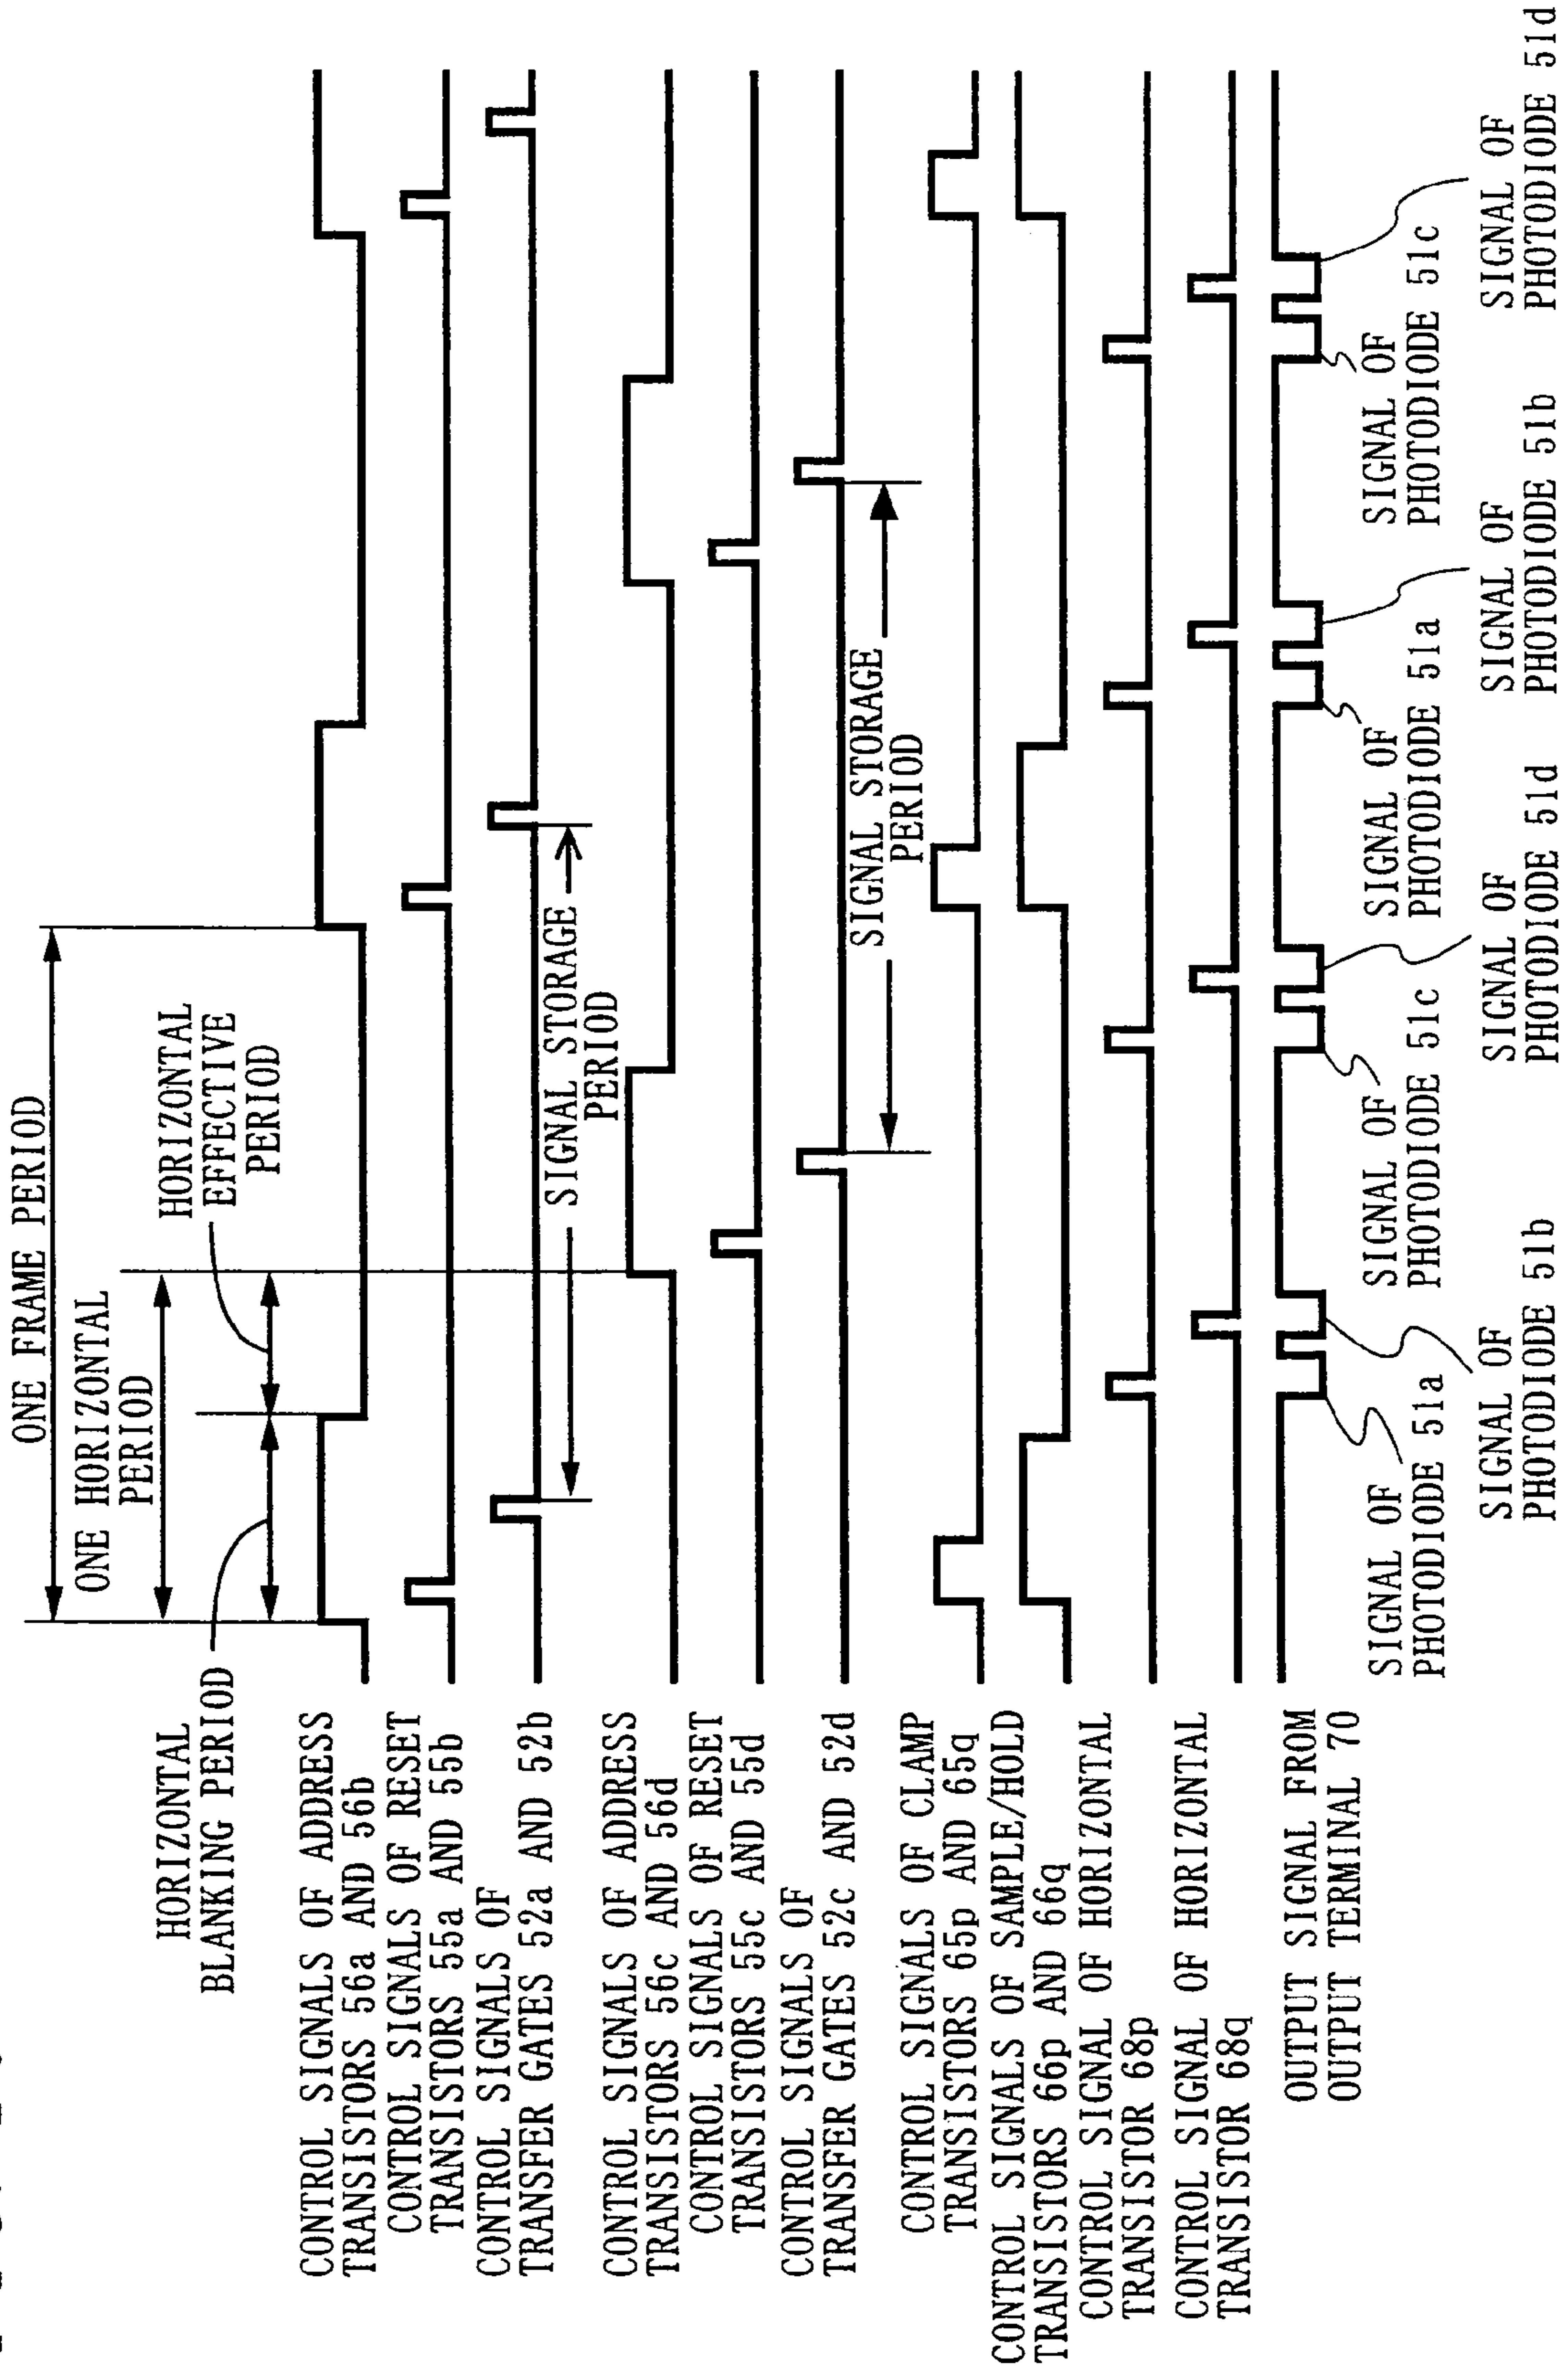 ONE FRAME PERIOD
ONE HORIZONTAL
PERIOD
HORIZONTAL
EFFECTIVE
PERIOD
HORIZONTAL
BLANKING PERIOD
CONTROL SIGNALS OF ADDRESS
TRANSISTORS 56a AND 56b
CONTROL SIGNALS OF RESET
TRANSISTORS 55a AND 55b
CONTROL SIGNALS OF
TRANSFER GATES 52a AND 52b
SIGNAL STORAGE
PERIOD
CONTROL SIGNALS OF ADDRESS
TRANSISTORS 56c AND 56d
CONTROL SIGNALS OF RESET
TRANSISTORS 55c AND 55d
CONTROL SIGNALS OF
TRANSFER GATES 52c AND 52d
SIGNAL STORAGE
PERIOD
CONTROL SIGNALS OF CLAMP
TRANSISTORS 65p AND 65q
CONTROL SIGNALS OF SAMPLE/HOLD
TRANSISTORS 66p AND 66q
CONTROL SIGNAL OF HORIZONTAL
TRANSISTOR 68p
CONTROL SIGNAL OF HORIZONTAL
TRANSISTOR 68q
OUTPUT SIGNAL FROM
OUTPUT TERMINAL 70
SIGNAL OF
PHOTODIODE 51a
SIGNAL OF
PHOTODIODE 51b
SIGNAL OF
PHOTODIODE 51c
SIGNAL OF
PHOTODIODE 51d
SIGNAL OF
PHOTODIODE 51a
SIGNAL OF
PHOTODIODE 51b
SIGNAL OF
PHOTODIODE 51c
SIGNAL OF
PHOTODIODE 51d